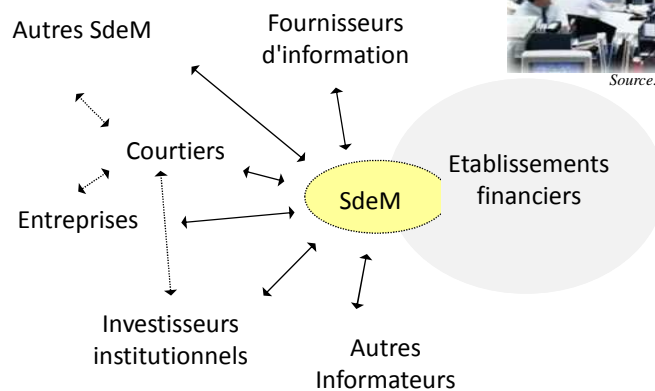 Autres SdeM
Fournisseurs
d'information
Source:
Courtiers
Etablissements
financiers
SdeM
Entreprises
Investisseurs
institutionnels
Autres
Informateurs